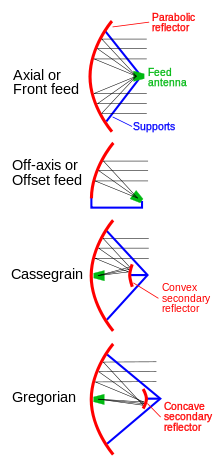 Parabolic
reflector
Axial or
Front feed
Feed
antenna
Supports
Off-axis or
Offset feed
Cassegrain
Convex
secondary
reflector
Gregorian
Concave
secondary
reflector